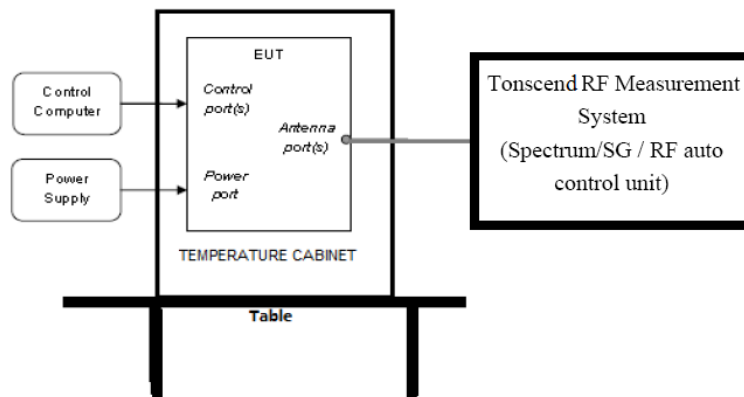 EUT
Control
Computer
Control
port(s)
Antenna
port(s)
Power
Supply
Power
port
TEMPERATURE CABINET
Table
Tonscend RF Measurement
System
(Spectrum/SG / RF auto
control unit)